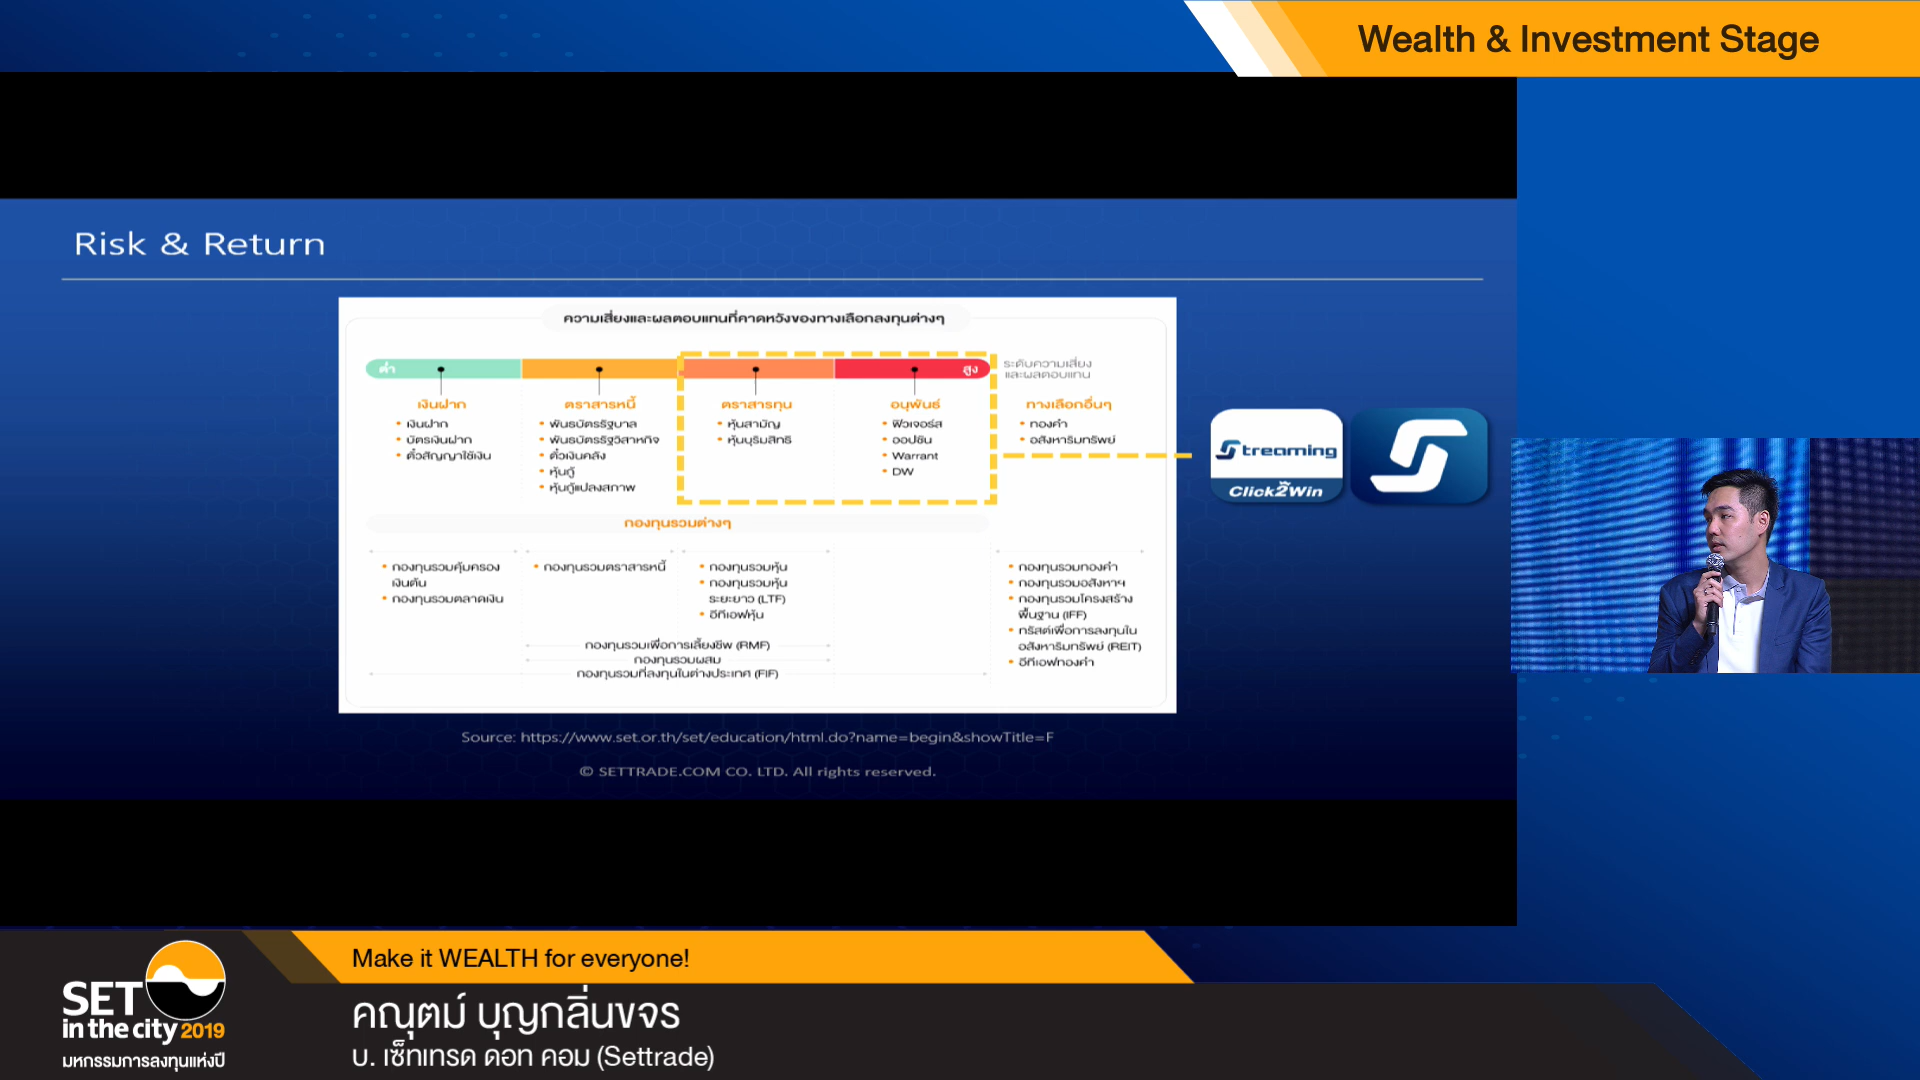 Wealth & Investment Stage
Risk & Return
ความเสี่ยงและผลตอบแทนที่คาดหวังของทางเลือกลงทุนต่างๆ
ต่ำ
สูง
ระดับความเสี่ยง
และผลตอบแทน
เงินฝาก
• เงินฝาก
• บัตรเงินฝาก
• ตั๋วสัญญาใช้เงิน
ตราสารหนี้
• พันธบัตรรัฐบาล
• พันธบัตรรัฐวิสาหกิจ
• ตั๋วเงินคลัง
• หุ้นกู้
• หุ้นกู้แปลงสภาพ
ตราสารทุน
• หุ้นสามัญ
• หุ้นบุริมสิทธิ
อนุพันธ์
• ฟิวเจอร์ส
• ออปชัน
• Warrant
• DW
ทางเลือกอื่นๆ
• ทองคำ
• อสังหาริมทรัพย์
Streaming
Click2Win
กองทุนรวมต่างๆ
• กองทุนรวมคุ้มครอง
เงินต้น
• กองทุนรวมตลาดเงิน
• กองทุนรวมตราสารหนี้
• กองทุนรวมหุ้น
• กองทุนรวมหุ้น
ระยะยาว (LTF)
• อีทีเอฟหุ้น
• กองทุนรวมทองคำ
• กองทุนรวมอสังหาฯ
• กองทุนรวมโครงสร้าง
พื้นฐาน (IFF)
• ทรัสต์เพื่อการลงทุนใน
อสังหาริมทรัพย์ (REIT)
• อีทีเอฟทองคำ
กองทุนรวมเพื่อการเลี้ยงชีพ (RMF)
กองทุนรวมผสม
กองทุนรวมที่ลงทุนในต่างประเทศ (FIF)
Source: https://www.set.or.th/set/education/html.do?name=begin&showTitle=F
© SETTRADE.COM CO. LTD. All rights reserved.
SET
in the city 2019
มหกรรมการลงทุนแห่งปี
Make it WEALTH for everyone!
คณุตม์ บุญกลิ่นขจร
บ. เซ็ทเทรด ดอท คอม (Settrade)